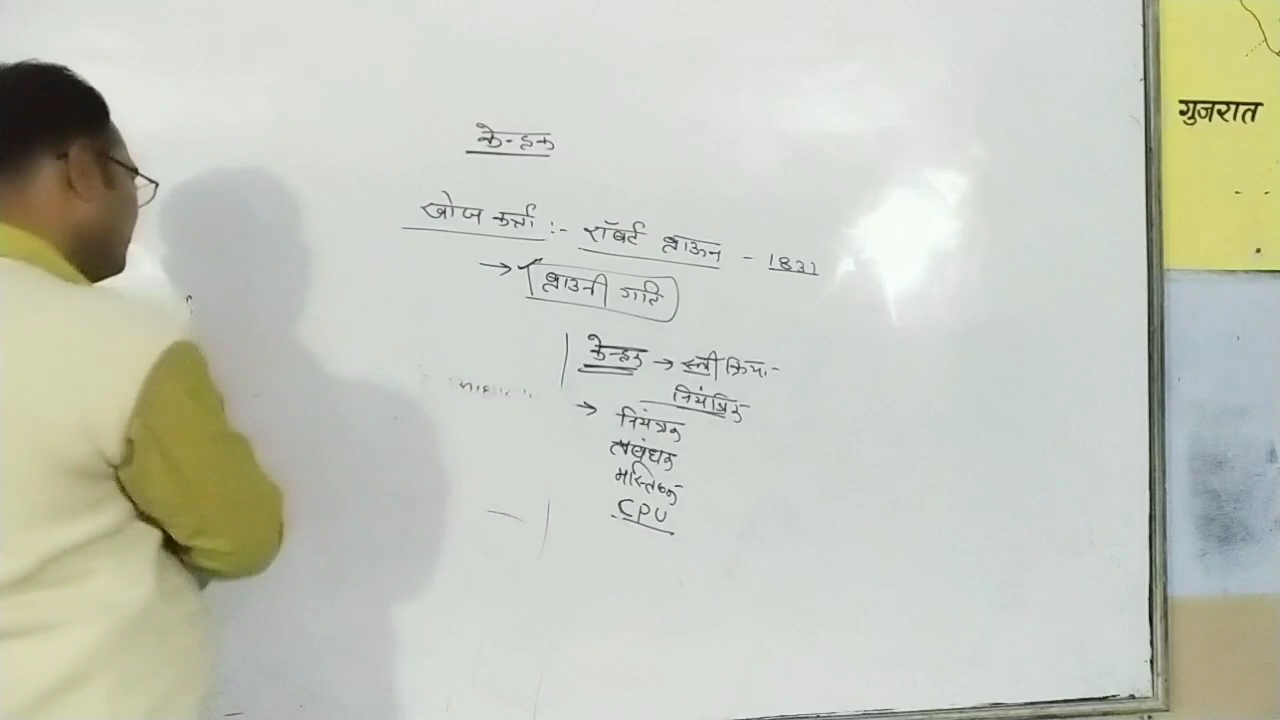 केन्द्रक
खोज कर्त्ता :- रॉबर्ट ब्राऊन - 1831
→ ब्राउनी गति
केन्द्रक → सभी क्रिया-
नियंत्रित
→ नियंत्रक
प्रबंधक
मस्तिष्क
CPU
गुजरात